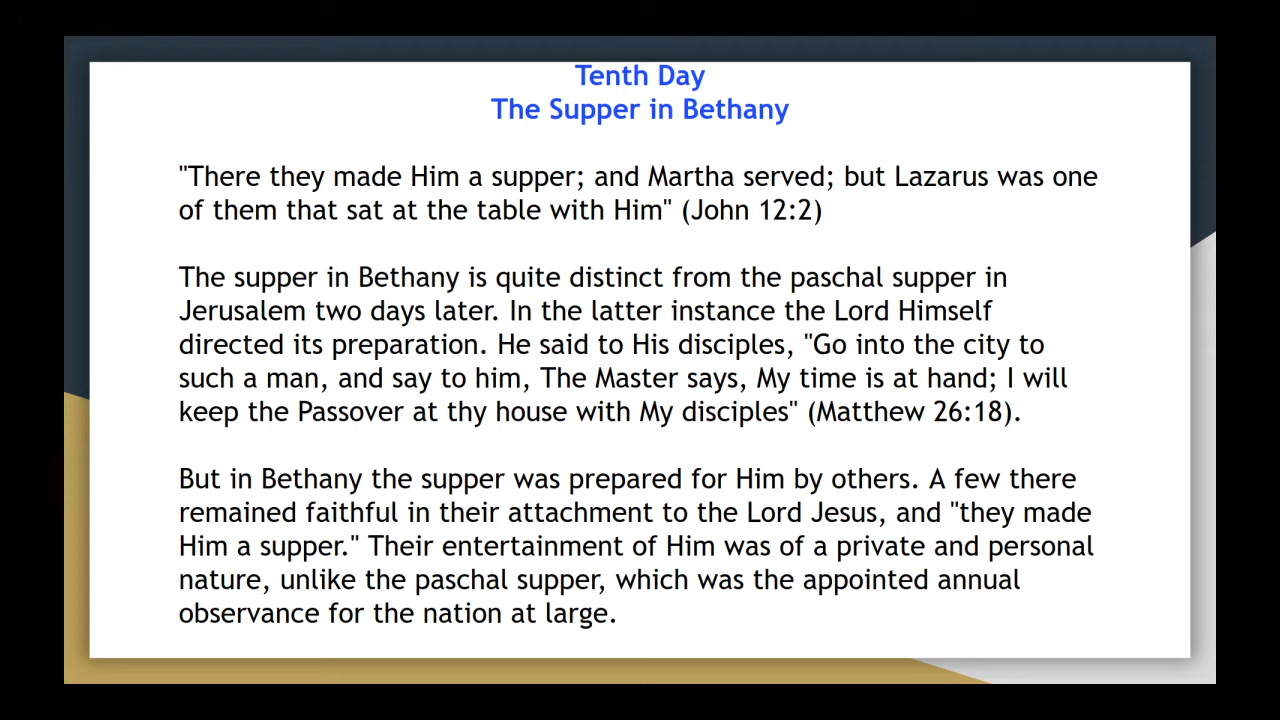 Tenth Day
The Supper in Bethany
"There they made Him a supper; and Martha served; but Lazarus was one
of them that sat at the table with Him" (John 12:2)
The supper in Bethany is quite distinct from the paschal supper in
Jerusalem two days later. In the latter instance the Lord Himself
directed its preparation. He said to His disciples, "Go into the city to
such a man, and say to him, The Master says, My time is at hand; I will
keep the Passover at thy house with My disciples" (Matthew 26:18).
But in Bethany the supper was prepared for Him by others. A few there
remained faithful in their attachment to the Lord Jesus, and "they made
Him a supper." Their entertainment of Him was of a private and personal
nature, unlike the paschal supper, which was the appointed annual
observance for the nation at large.